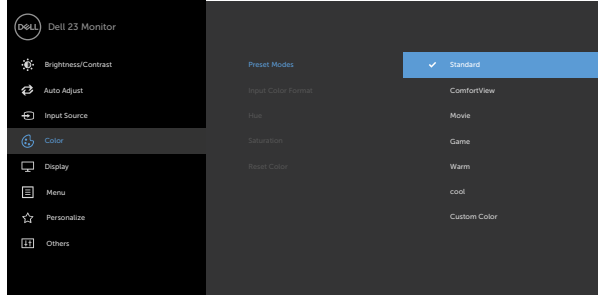 DELL Dell 23 Monitor
Brightness/Contrast
Auto Adjust
Input Source
Color
Display
Menu
Personalize
Others
Preset Modes
Input Color Format
Hue
Saturation
Reset Color
Standard
ComfortView
Movie
Game
Warm
cool
Custom Color